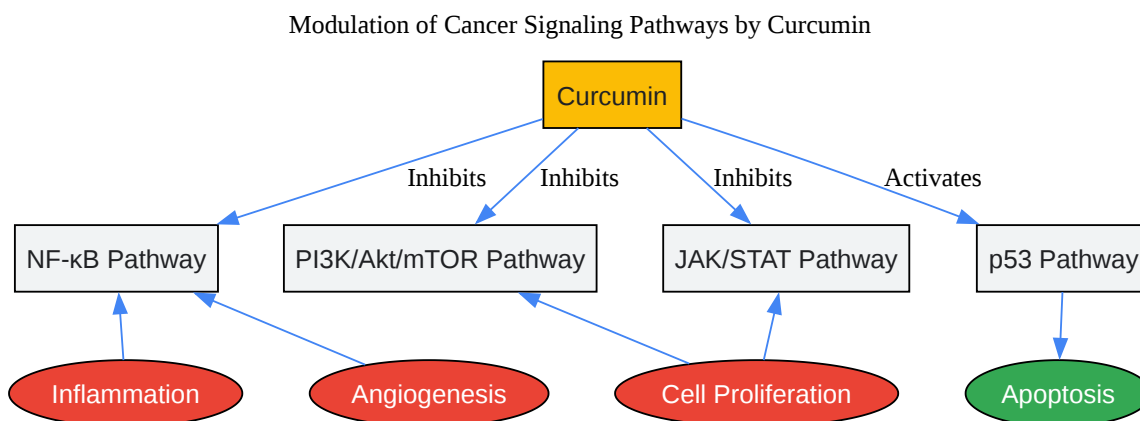 Modulation of Cancer Signaling Pathways by Curcumin
Curcumin
Inhibits
Inhibits
Inhibits
Activates
NF-κB Pathway
PI3K/Akt/mTOR Pathway
JAK/STAT Pathway
p53 Pathway
Inflammation
Angiogenesis
Cell Proliferation
Apoptosis